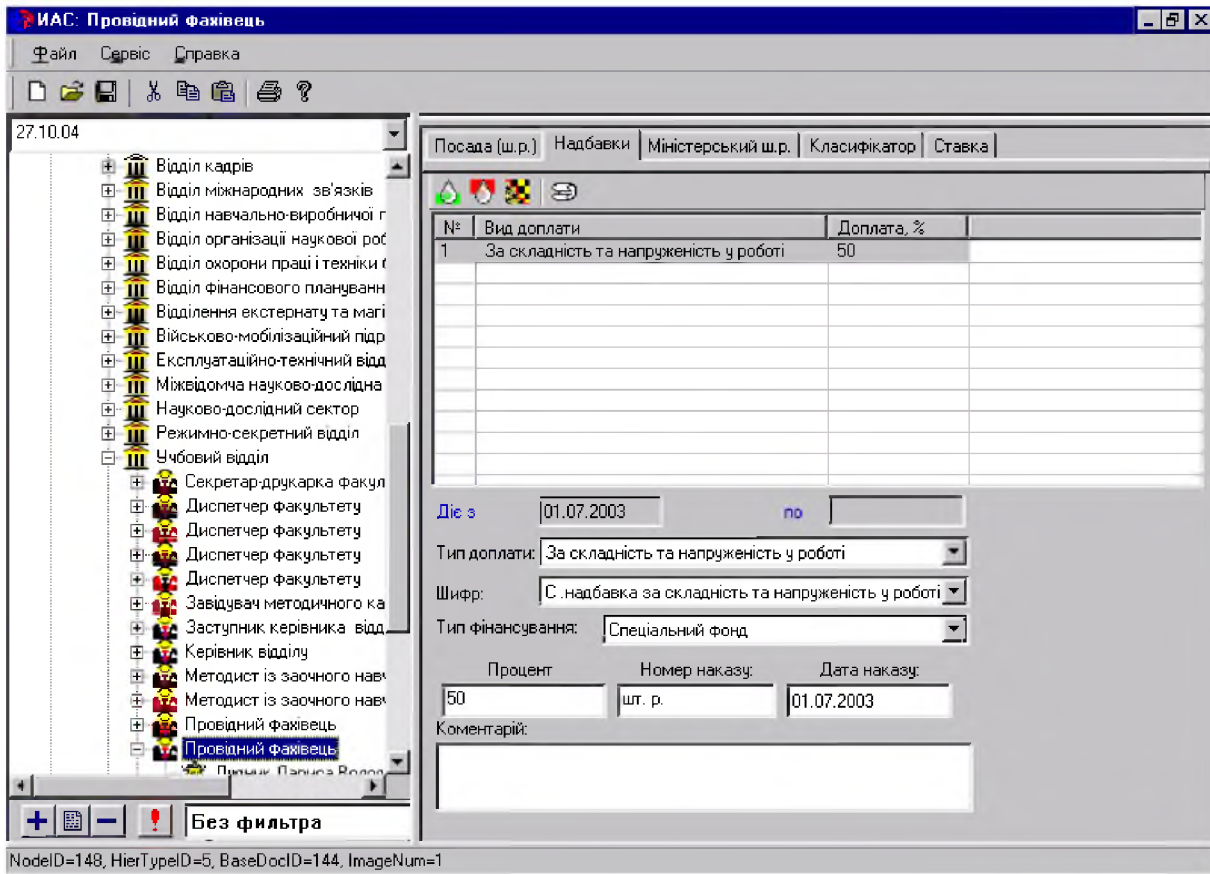 ИАС: Провідний фахівець
Файл Сервіс Справка
27.10.04
Відділ кадрів
Відділ міжнародних зв'язків
Відділ навчально-виробничої г
Відділ організації наукової роб
Відділ охорони праці і техніки б
Відділ фінансового плануванн
Відділення екстернату та магі
Військово-мобілізаційний підр
Експлуатаційно-технічний відд
Міжвідомча науково-дослідна
Науково-дослідний сектор
Режимно-секретний відділ
Учбовий відділ
Секретар-друкарка факул
Диспетчер факультету
Диспетчер факультету
Диспетчер факультету
Диспетчер факультету
Завідувач методичного ка
Заступник керівника відд
Керівник відділу
Методист із заочного навч
Методист із заочного навч
Провідний фахівець
Провідний фахівець
Лариса Волод
Без фильтра
Посада (ш.р.) Надбавки Міністерський ш.р. Класифікатор Ставка
№ Вид доплати Доплата, %
1 За складність та напруженість у роботі 50
Діє з 01.07.2003 по
Тип доплати: За складність та напруженість у роботі
Шифр: С .надбавка за складність та напруженість у роботі
Тип фінансування: Спеціальний фонд
Процент Номер наказу: Дата наказу:
50 шт. р. 01.07.2003
Коментарій:
NodeID=148, HierTypeID=5, BaseDocID=144, ImageNum=1